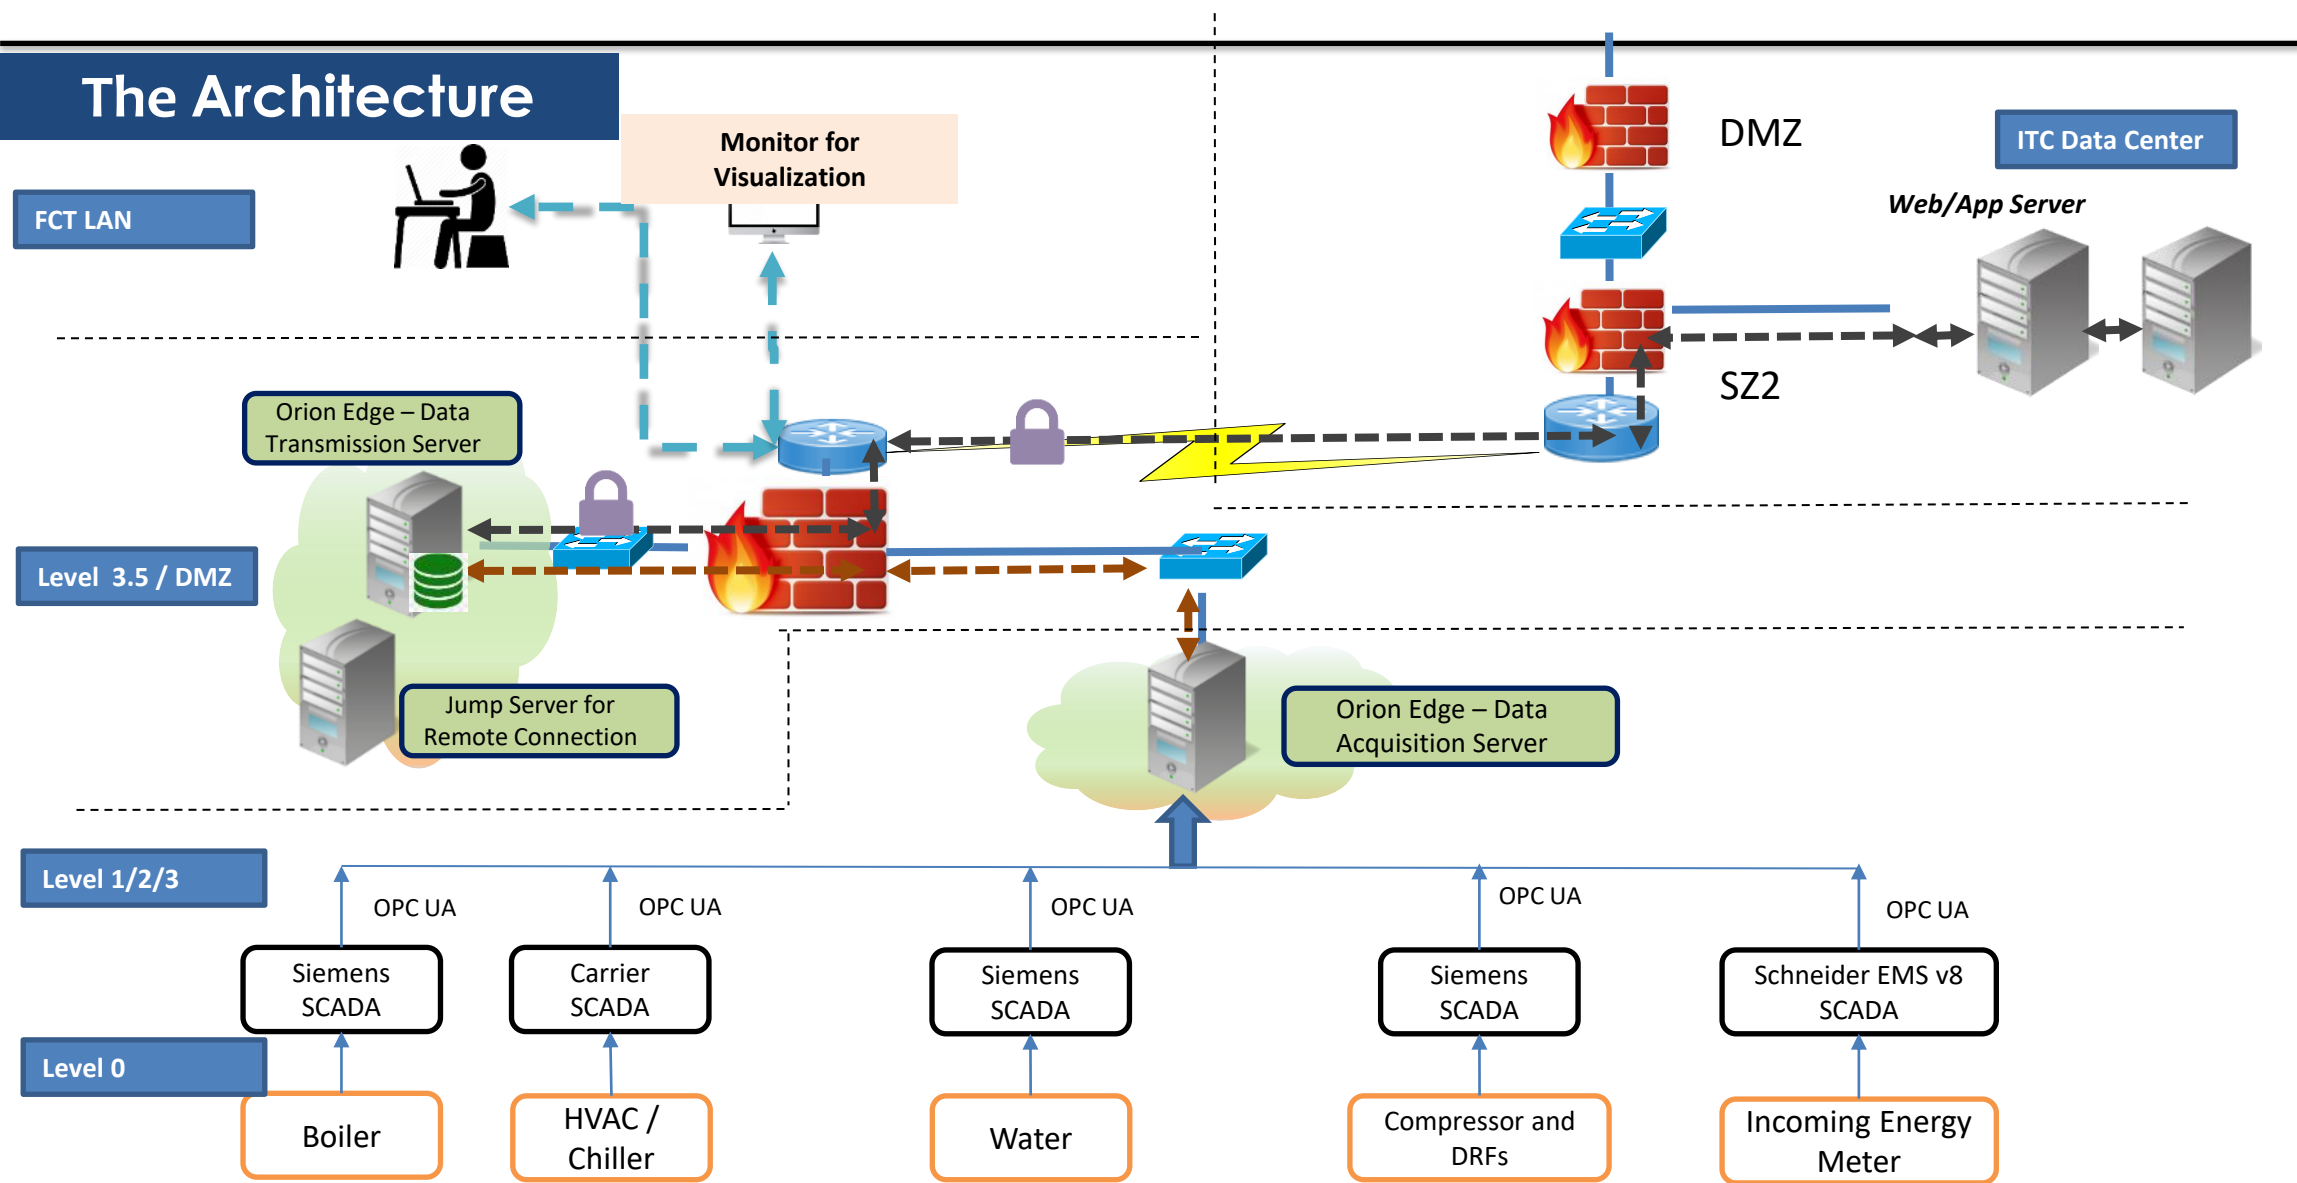 The Architecture
Monitor for
Visualization
DMZ
ITC Data Center
FCT LAN
Web/App Server
SZ2
Orion Edge – Data
Transmission Server
Level  3.5 / DMZ
Jump Server for
Remote Connection
Orion Edge – Data
Acquisition Server
Level 1/2/3
OPC UA
OPC UA
OPC UA
OPC UA
OPC UA
Siemens
SCADA
Carrier
SCADA
Siemens
SCADA
Siemens
SCADA
Schneider EMS v8
SCADA
Level 0
Boiler
HVAC /
Chiller
Water
Compressor and
DRFs
Incoming Energy
Meter